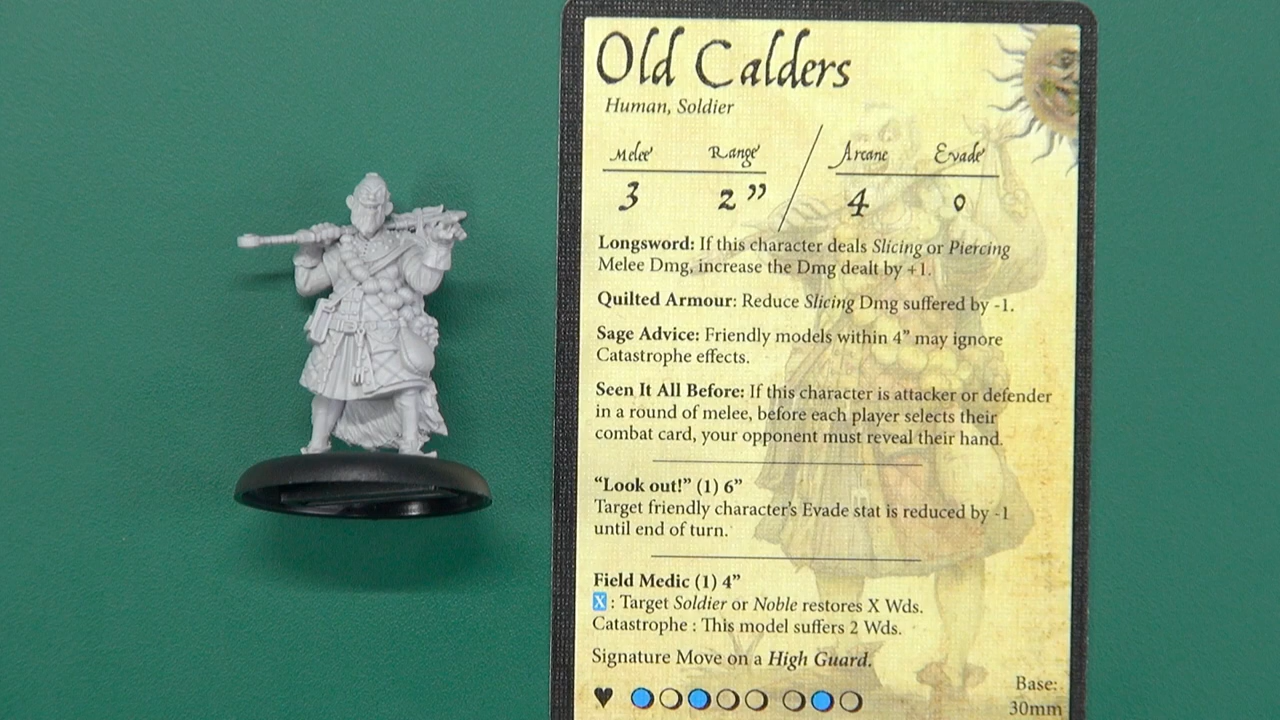 Old Calders
Human, Soldier
Melee Range Arcane Evade
3 2” 4 0
Longsword: If this character deals Slicing or Piercing
Melee Dmg, increase the Dmg dealt by +1.
Quilted Armour: Reduce Slicing Dmg suffered by -1.
Sage Advice: Friendly models within 4” may ignore
Catastrophe effects.
Seen It All Before: If this character is attacker or defender
in a round of melee, before each player selects their
combat card, your opponent must reveal their hand.
“Look out!” (1) 6”
Target friendly character’s Evade stat is reduced by -1
until end of turn.
Field Medic (1) 4”
X : Target Soldier or Noble restores X Wds.
Catastrophe : This model suffers 2 Wds.
Signature Move on a High Guard.
Base:
30mm